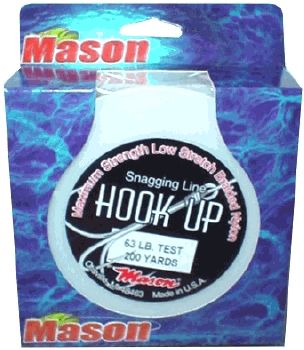 Mason
Maximum Strength Low Stretch Braided Nylon
Snagging Line
HOOK UP
63 LB. TEST
200 YARDS
Mason
Made in U.S.A.
Mason